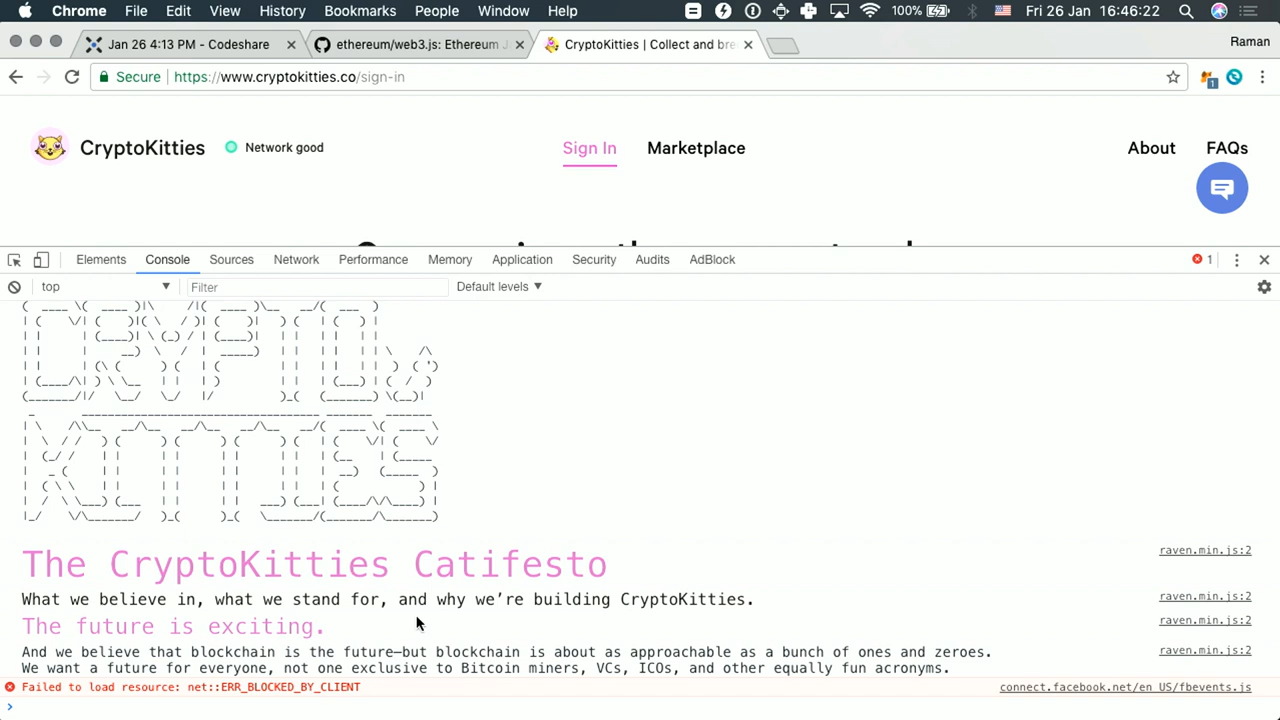 Chrome File Edit View History Bookmarks People Window Help 100% Fri 26 Jan 16:46:22
Jan 26 4:13 PM - Codeshare
ethereum/web3.js: Ethereum J
CryptoKitties | Collect and bre
Raman
Secure https://www.cryptokitties.co/sign-in
1
CryptoKitties
Network good
Sign In
Marketplace
About
FAQs
Elements Console Sources Network Performance Memory Application Security Audits AdBlock 1
top Filter Default levels
CRYPTO
KITTIES
The CryptoKitties Catifesto raven.min.js:2
What we believe in, what we stand for, and why we’re building CryptoKitties. raven.min.js:2
The future is exciting. raven.min.js:2
And we believe that blockchain is the future—but blockchain is about as approachable as a bunch of ones and zeroes. raven.min.js:2
We want a future for everyone, not one exclusive to Bitcoin miners, VCs, ICOs, and other equally fun acronyms.
Failed to load resource: net::ERR_BLOCKED_BY_CLIENT connect.facebook.net/en_US/fbevents.js